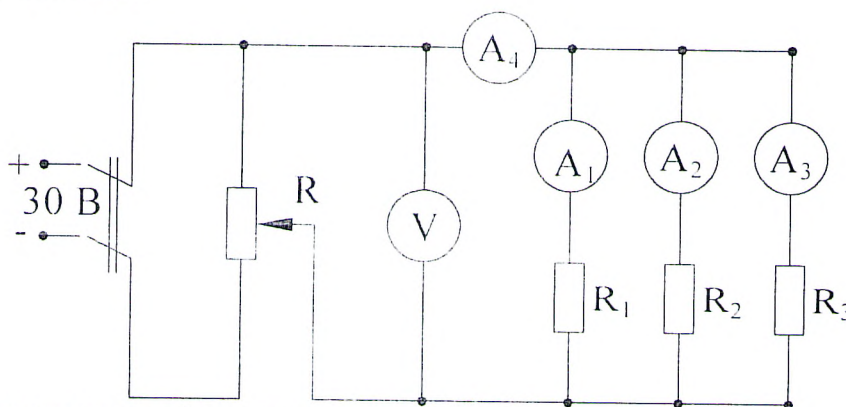 A₄
A₁ A₂ A₃
+
30 В
-
R
V
R₁ R₂ R₃